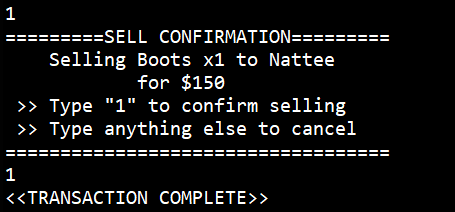 1
=========SELL CONFIRMATION=========
Selling Boots x1 to Nattee
for $150
>> Type "1" to confirm selling
>> Type anything else to cancel
===================================
1
<<TRANSACTION COMPLETE>>